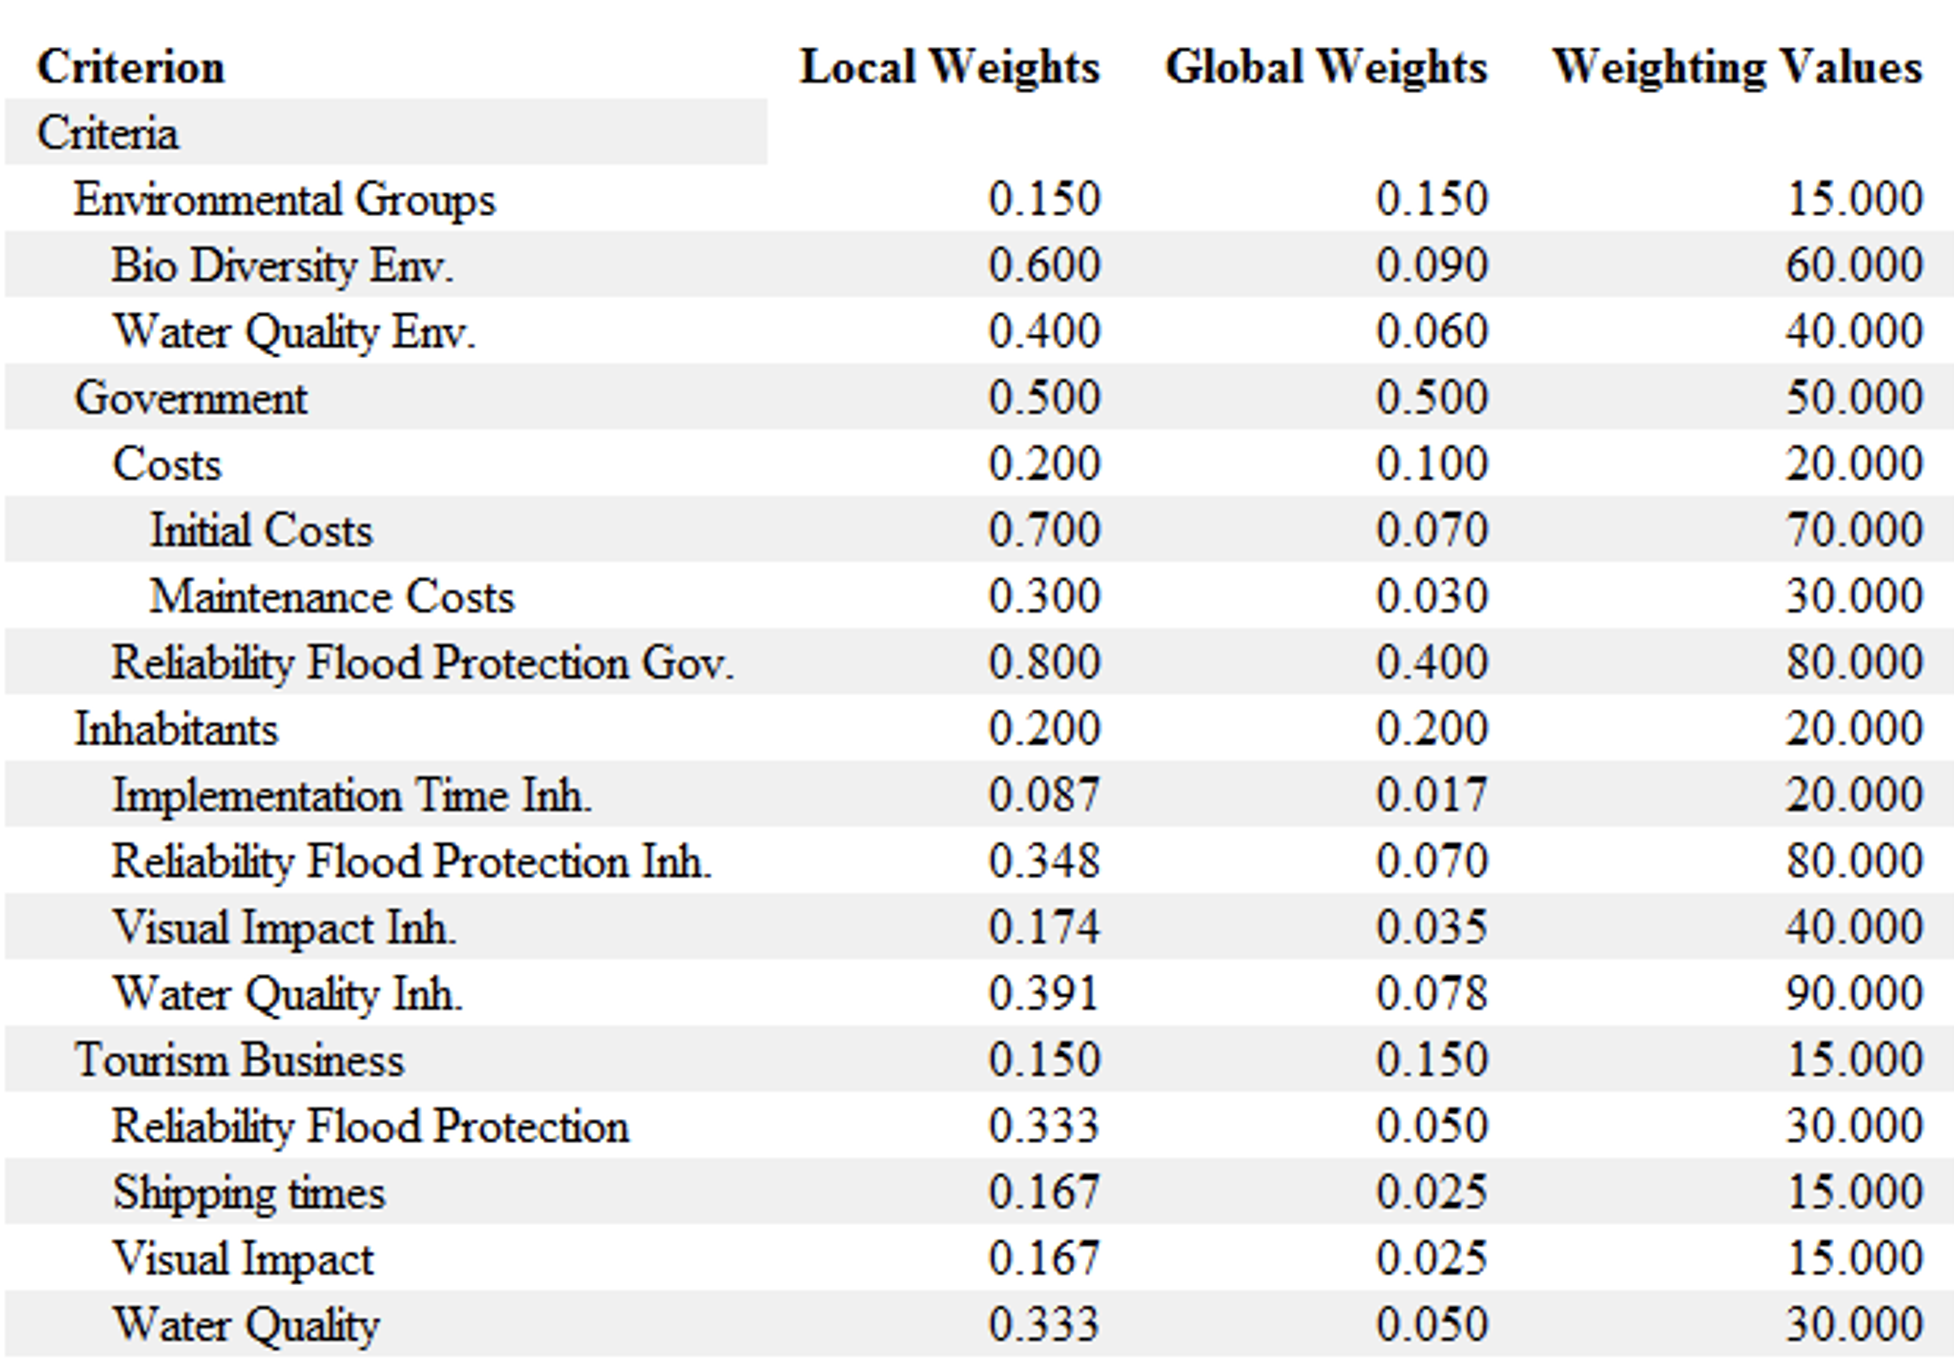 Criterion Local Weights Global Weights Weighting Values
Criteria
Environmental Groups 0.150 0.150 15.000
Bio Diversity Env. 0.600 0.090 60.000
Water Quality Env. 0.400 0.060 40.000
Government 0.500 0.500 50.000
Costs 0.200 0.100 20.000
Initial Costs 0.700 0.070 70.000
Maintenance Costs 0.300 0.030 30.000
Reliability Flood Protection Gov. 0.800 0.400 80.000
Inhabitants 0.200 0.200 20.000
Implementation Time Inh. 0.087 0.017 20.000
Reliability Flood Protection Inh. 0.348 0.070 80.000
Visual Impact Inh. 0.174 0.035 40.000
Water Quality Inh. 0.391 0.078 90.000
Tourism Business 0.150 0.150 15.000
Reliability Flood Protection 0.333 0.050 30.000
Shipping times 0.167 0.025 15.000
Visual Impact 0.167 0.025 15.000
Water Quality 0.333 0.050 30.000